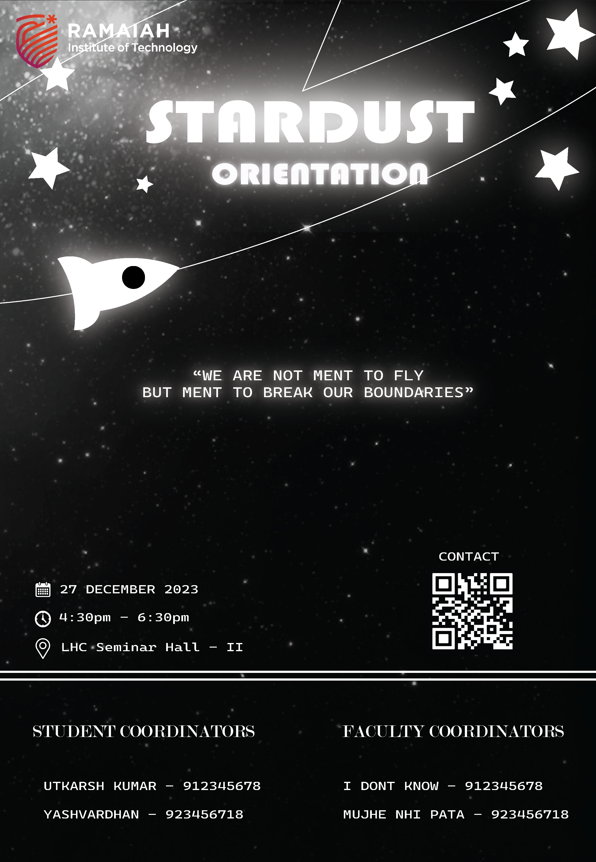 RAMAIAH
Institute of Technology
STARDUST
ORIENTATION
“WE ARE NOT MENT TO FLY
BUT MENT TO BREAK OUR BOUNDARIES”
CONTACT
27 DECEMBER 2023
4:30pm – 6:30pm
LHC Seminar Hall – II
STUDENT COORDINATORS
UTKARSH KUMAR – 912345678
YASHVARDHAN – 923456718
FACULTY COORDINATORS
I DONT KNOW – 912345678
MUJHE NHI PATA – 923456718